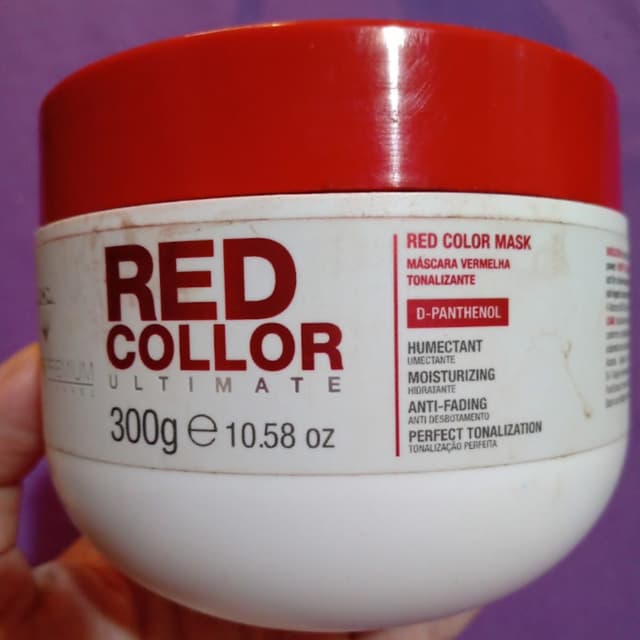 RED
COLLOR
ULTIMATE
300g e 10.58 oz
RED COLOR MASK
MÁSCARA VERMELHA
TONALIZANTE
D-PANTHENOL
HUMECTANT
UMECTANTE
MOISTURIZING
HIDRATANTE
ANTI-FADING
ANTI DESBOTAMENTO
PERFECT TONALIZATION
TONALIZAÇÃO PERFEITA